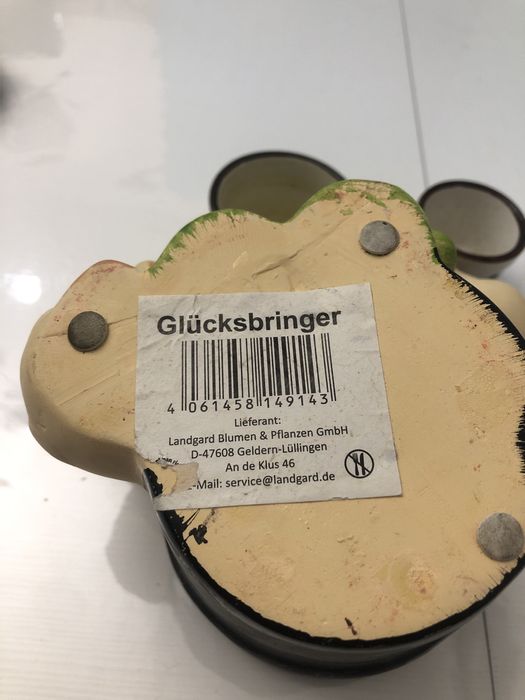 Glücksbringer
4 061458 149143
Lieferant:
Landgard Blumen & Pflanzen GmbH
D-47608 Geldern-Lüllingen
An de Klus 46
-Mail: service@landgard.de